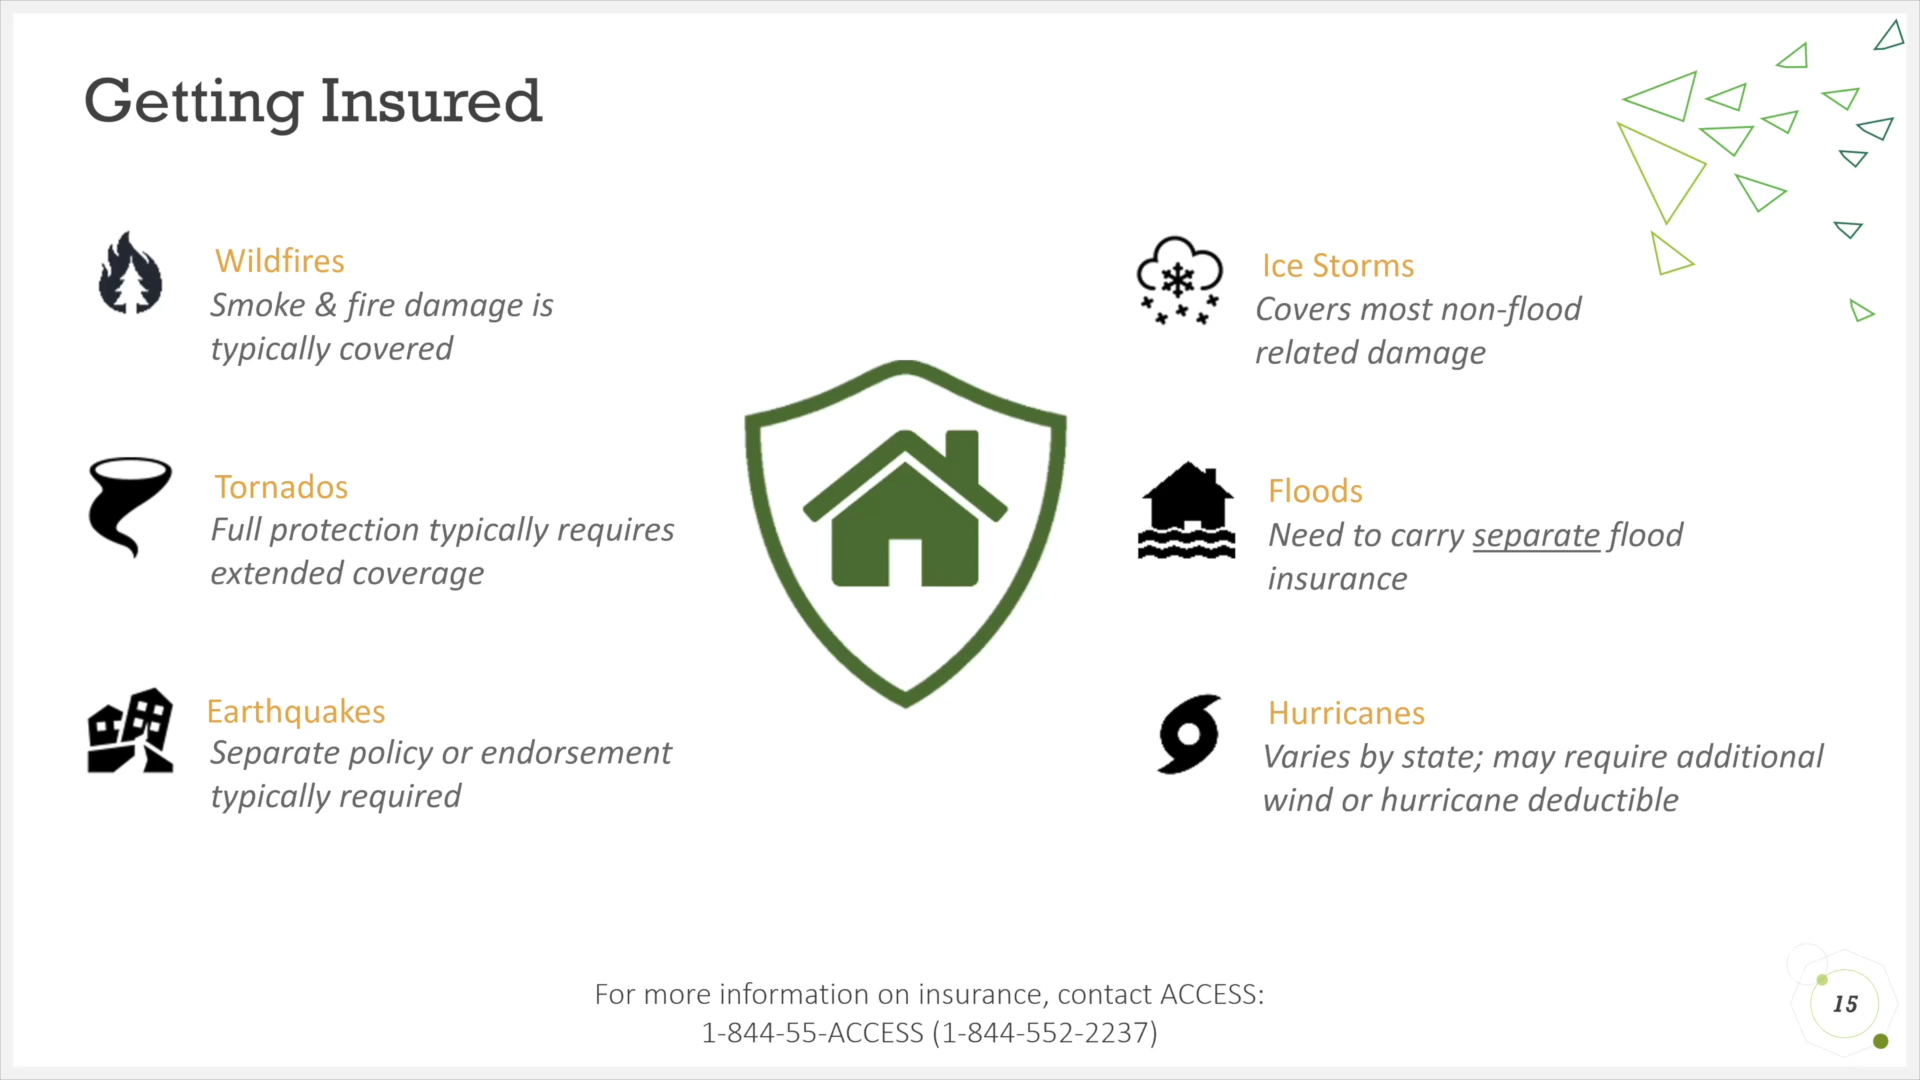 Getting Insured
Wildfires
Smoke & fire damage is
typically covered
Tornados
Full protection typically requires
extended coverage
Earthquakes
Separate policy or endorsement
typically required
Ice Storms
Covers most non-flood
related damage
Floods
Need to carry separate flood
insurance
Hurricanes
Varies by state; may require additional
wind or hurricane deductible
For more information on insurance, contact ACCESS:
1-844-55-ACCESS (1-844-552-2237)
15